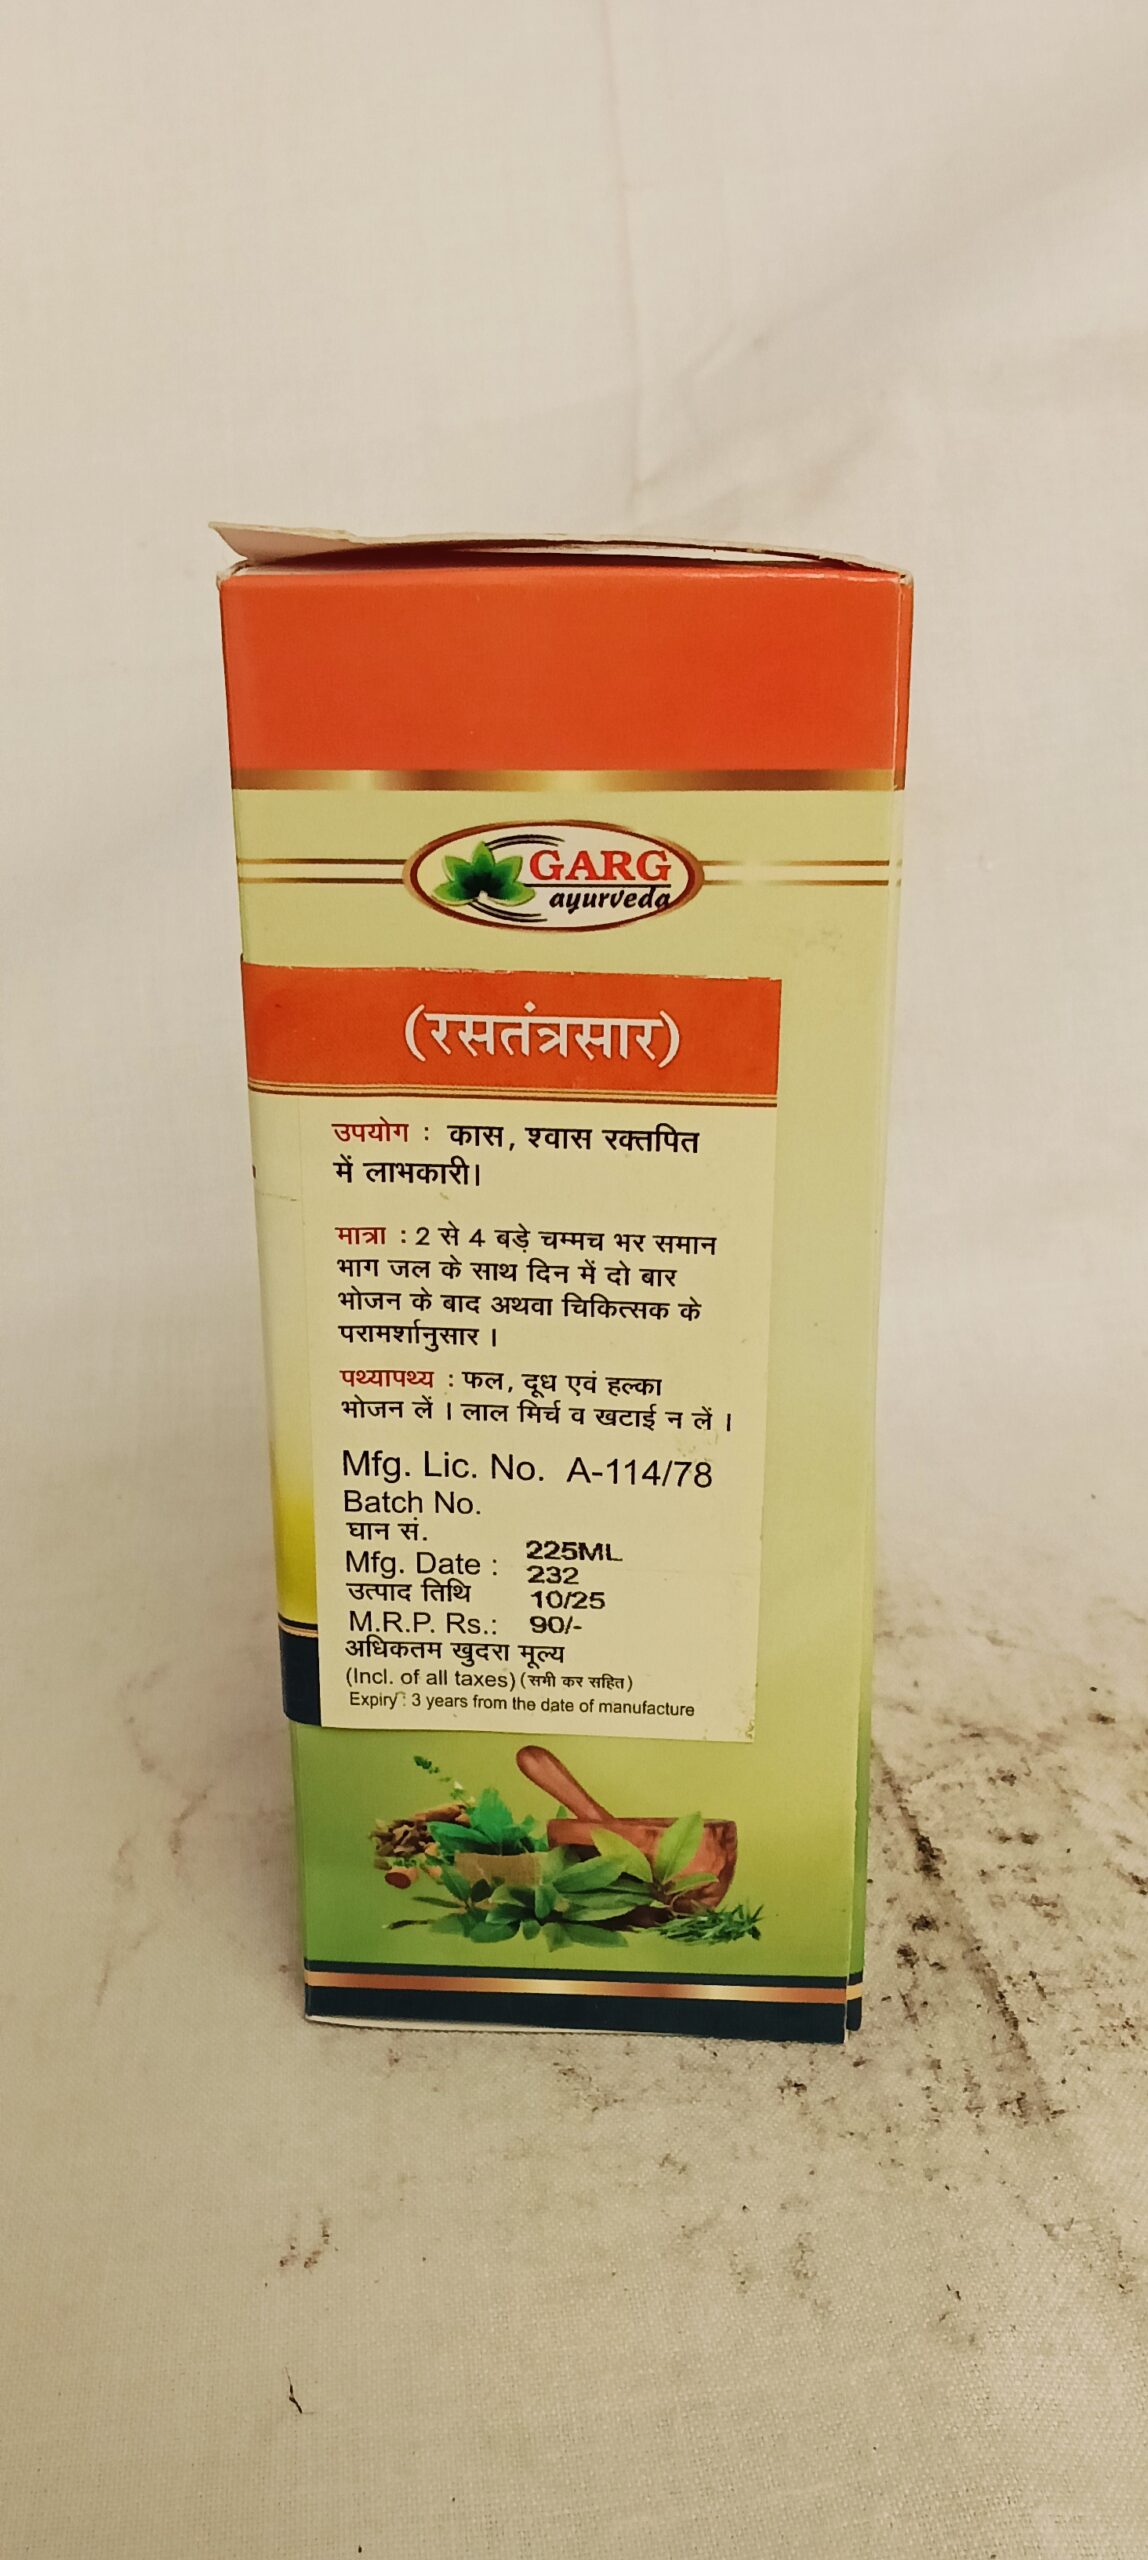 GARG
ayurveda
(रसतंत्रसार)
उपयोग : कास, श्वास रक्तपित
में लाभकारी।
मात्रा : 2 से 4 बड़े चम्मच भर समान
भाग जल के साथ दिन में दो बार
भोजन के बाद अथवा चिकित्सक के
परामर्शानुसार ।
पथ्यापथ्य : फल, दूध एवं हल्का
भोजन लें । लाल मिर्च व खटाई न लें ।
Mfg. Lic. No. A-114/78
Batch No.
घान सं.
225ML
Mfg. Date : 232
उत्पाद तिथि 10/25
M.R.P. Rs.: 90/-
अधिकतम खुदरा मूल्य
(Incl. of all taxes) (सभी कर सहित)
Expiry : 3 years from the date of manufacture